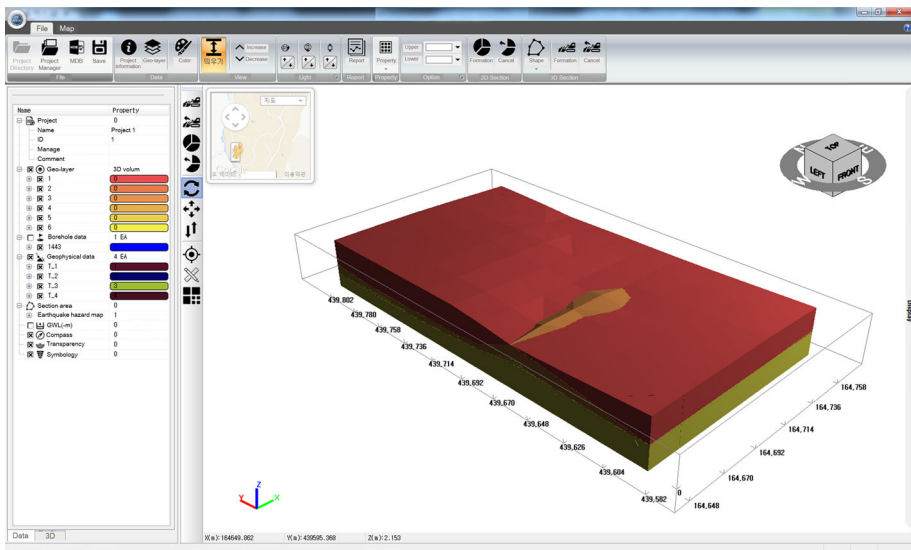 File Map
Project Directory
Project Manager
MDB
Save
Project Information
Geo-layer
Color
띄우기
Increase
Decrease
Report
Property
Upper
Lower
Formation
Cancel
Shape
Formation
Cancel
File
Data
View
Light
Report
Property
Option
2D Section
3D Section
Name Property
Project 0
Name Project 1
ID 1
Manage
Comment
Geo-layer 3D volum
1 0
2 0
3 0
4 0
5 0
6 0
Borehole data 1 EA
1443
Geophysical data 4 EA
T_1
T_2
T_3 3
T_4
Section area 0
Earthquake hazard map 1
GWL(-m) 0
Compass 0
Transparency 0
Symbology 0
Data 3D
지도
이용약관
TOP
LEFT
FRONT
W
S
Display
439,802
439,780
439,758
439,736
439,714
439,692
439,670
439,648
439,626
439,604
439,582
0
164,758
164,736
164,714
164,692
164,670
164,648
Z
Y
X
X(m):164649.862 Y(m):439595.368 Z(m):2.153